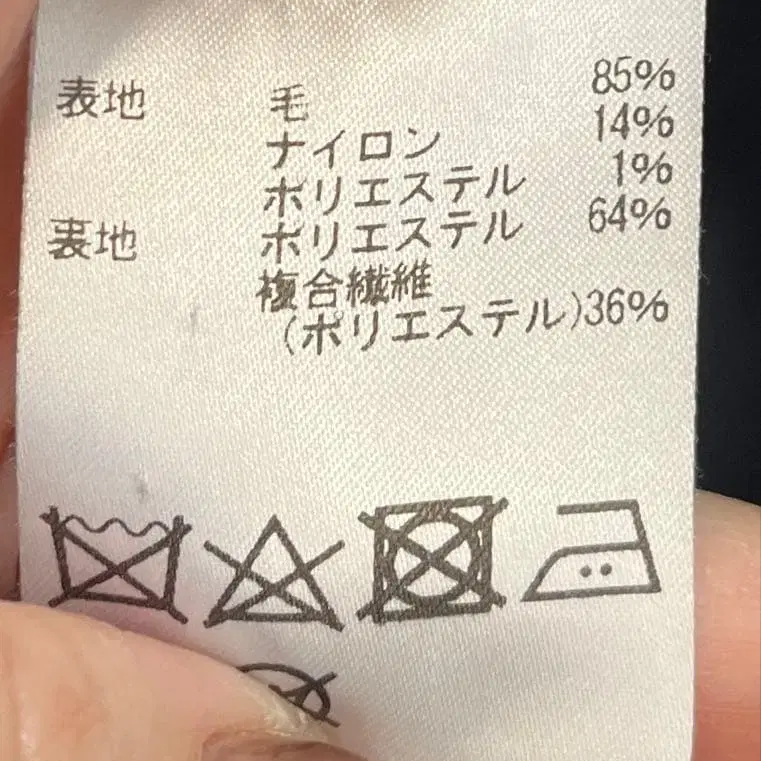 表地 毛 85%
ナイロン 14%
ポリエステル 1%
裏地 ポリエステル 64%
複合繊維
(ポリエステル)36%